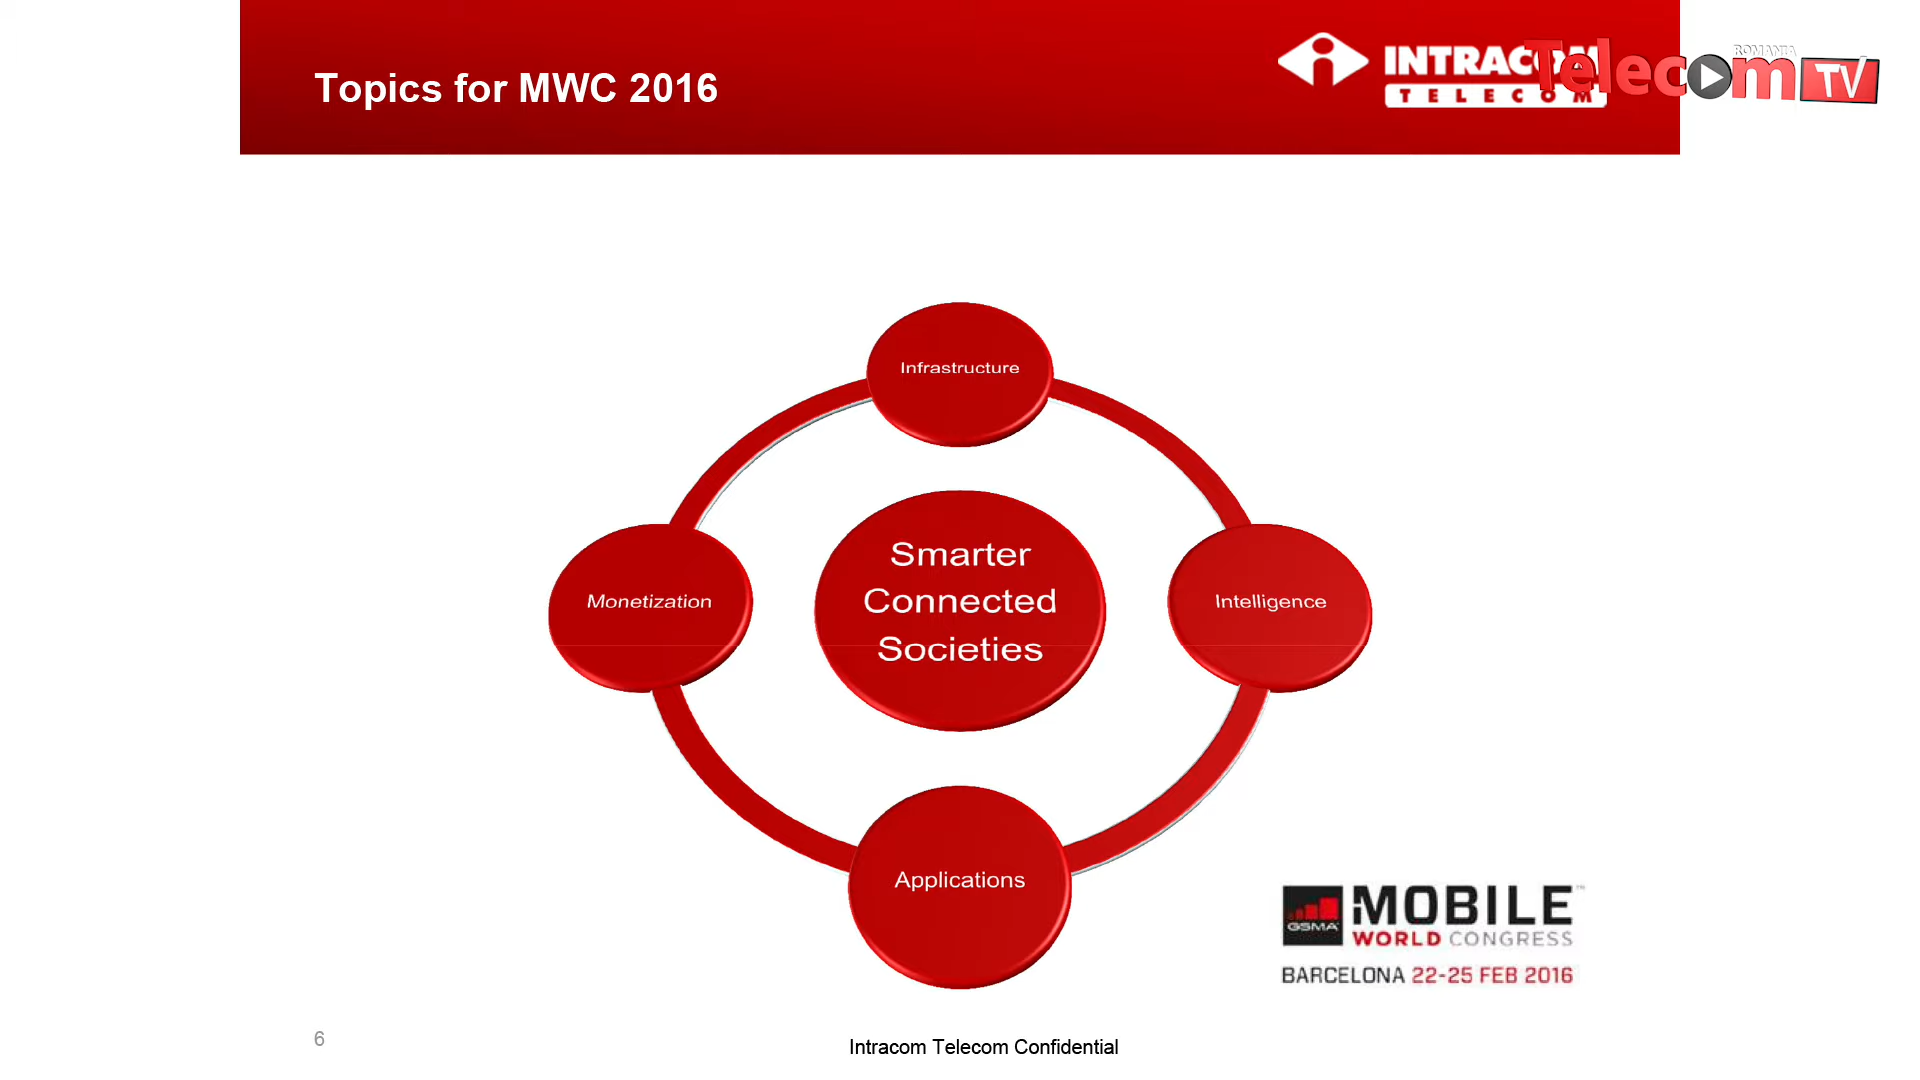 Topics for MWC 2016
INTRACOM
TELECOM
ROMANIA
Telecom TV
Infrastructure
Smarter
Connected
Societies
Monetization
Intelligence
Applications
GSMA
MOBILE
WORLD CONGRESS
BARCELONA 22-25 FEB 2016
6
Intracom Telecom Confidential